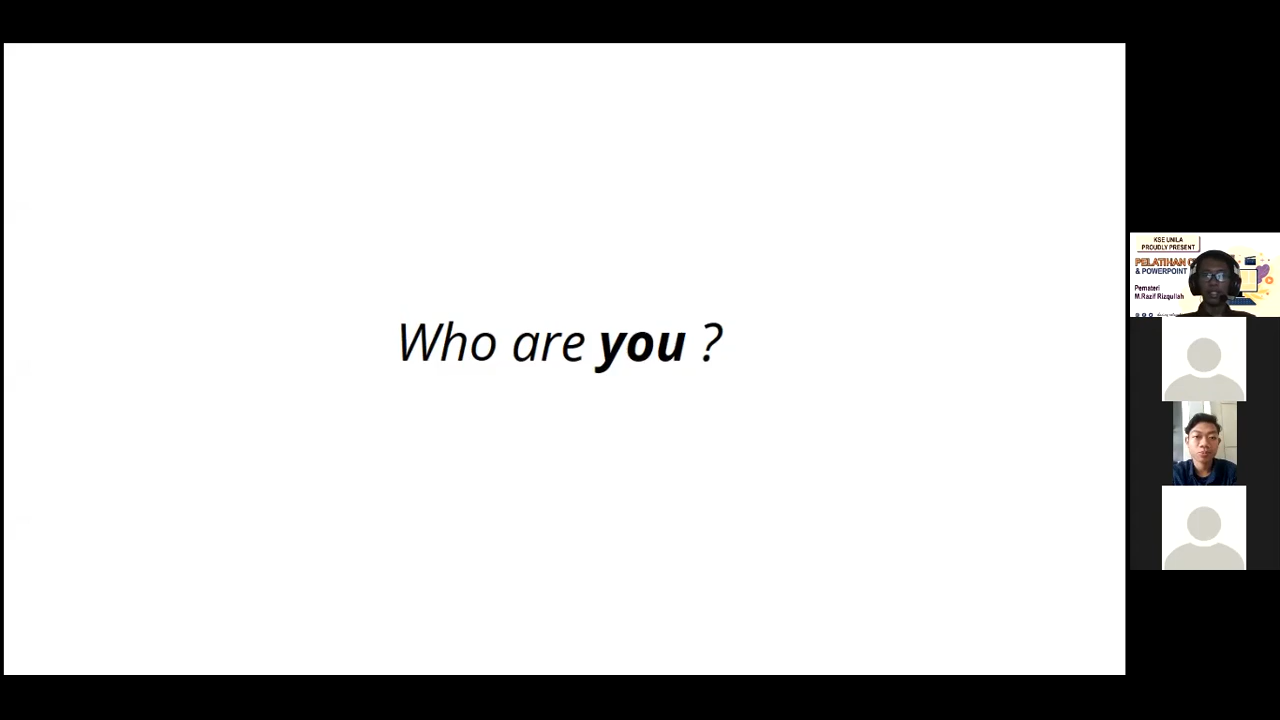 Who are you ?
KSE UNILA
PROUDLY PRESENT
PELATIHAN
& POWERPOINT
Pemateri
M.Razif Rizqullah